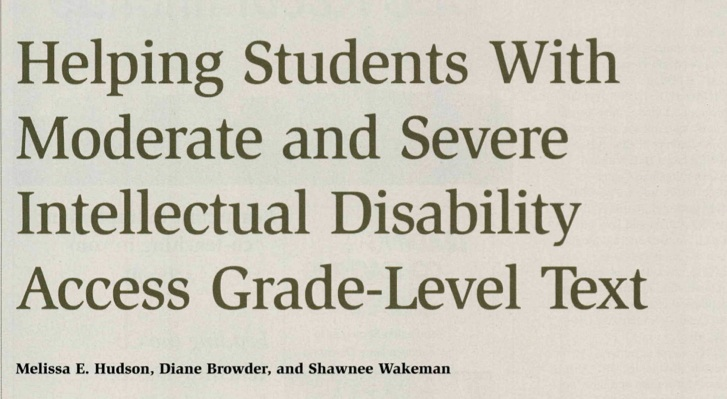 Helping Students With
Moderate and Severe
Intellectual Disability
Access Grade-Level Text
Melissa E. Hudson, Diane Browder, and Shawnee Wakeman